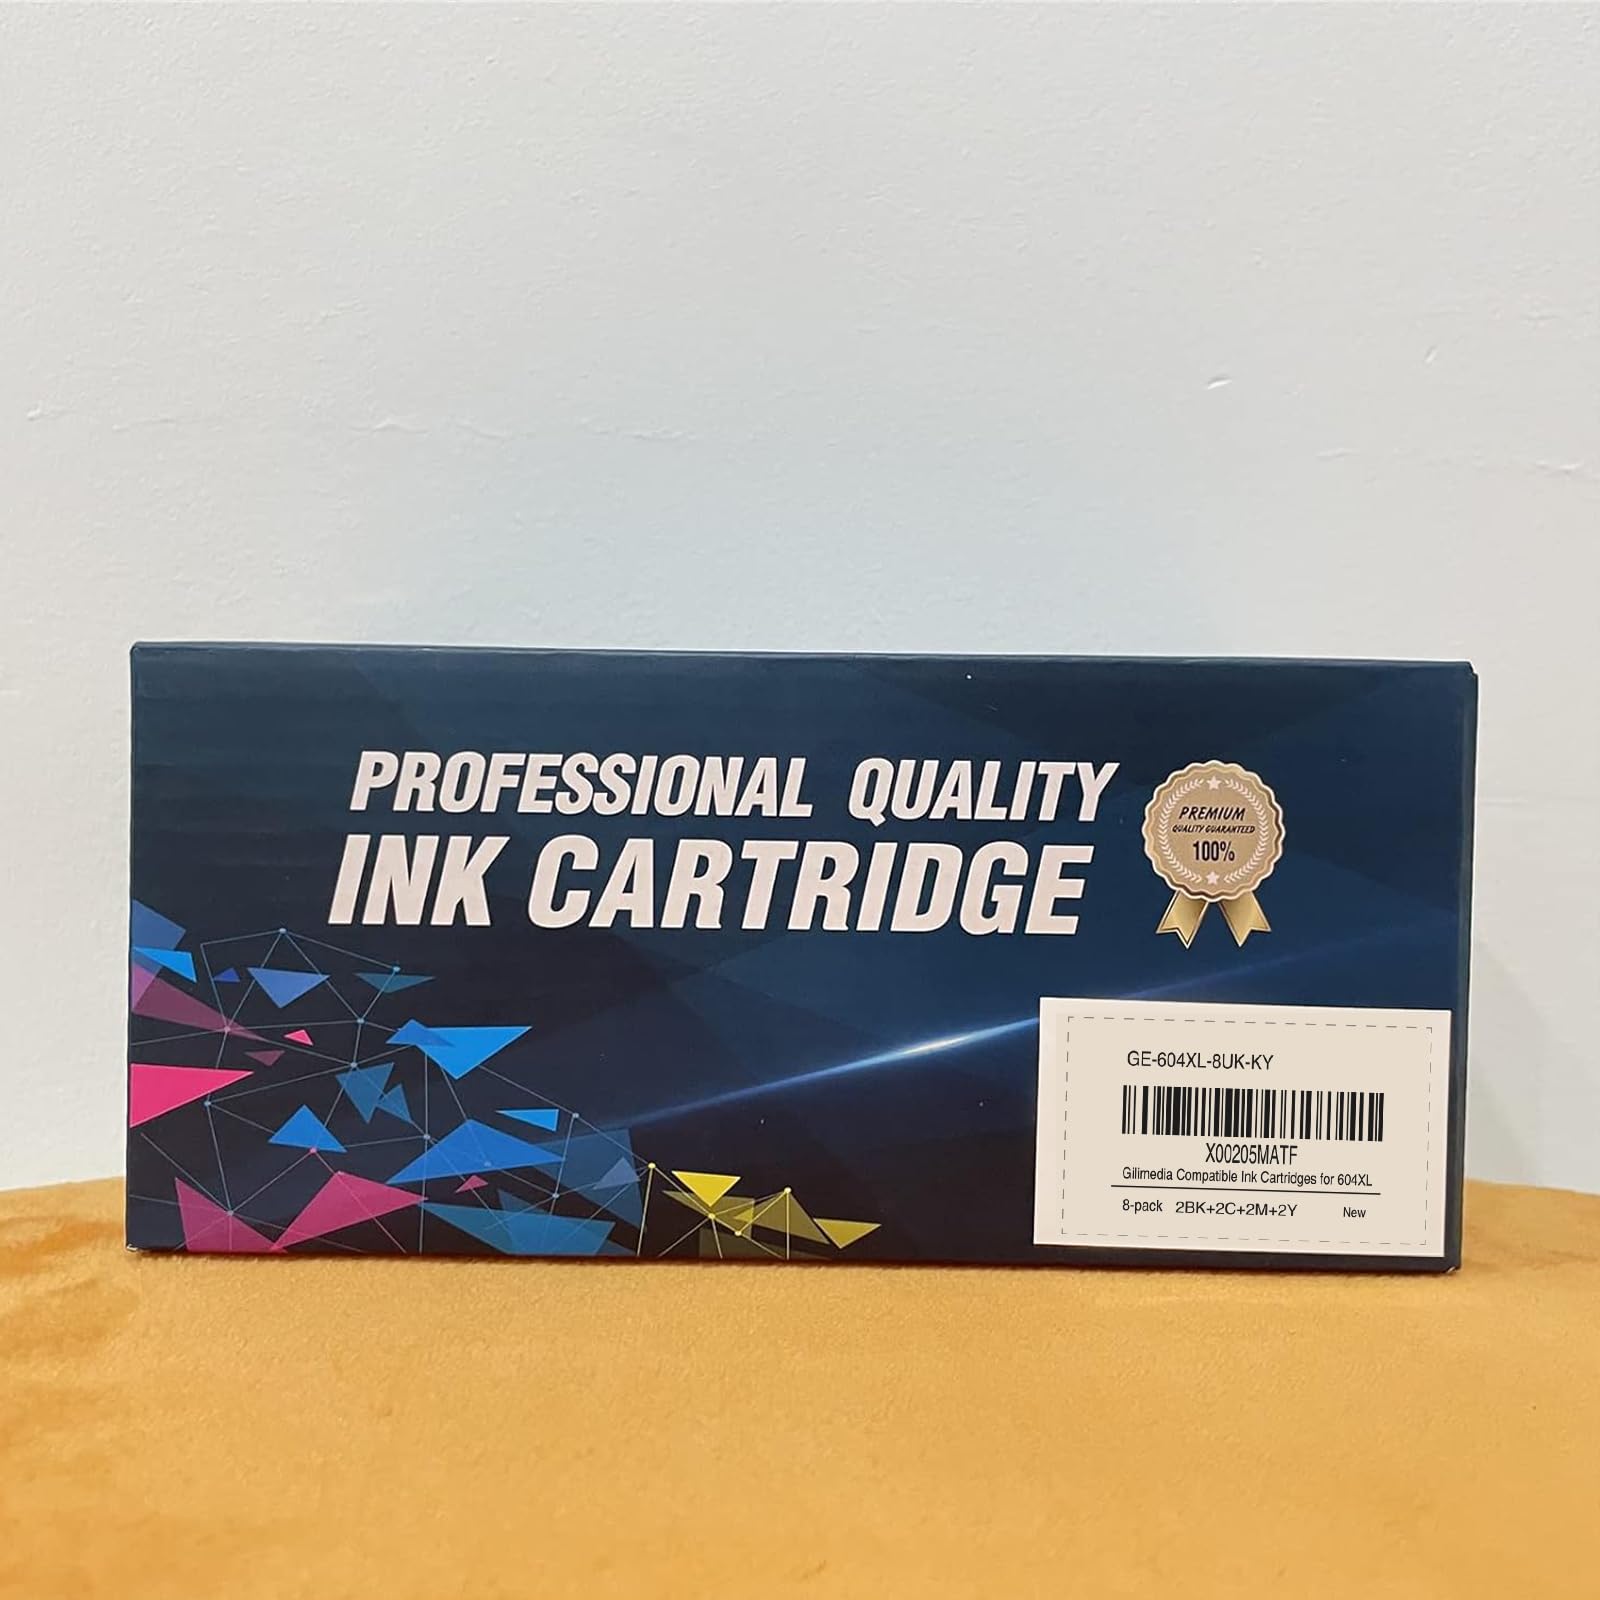 PROFESSIONAL QUALITY
INK CARTRIDGE
PREMIUM
QUALITY GUARANTEED
100%
GE-604XL-8UK-KY
X00205MATF
Gilimedia Compatible Ink Cartridges for 604XL
8-pack 2BK+2C+2M+2Y New